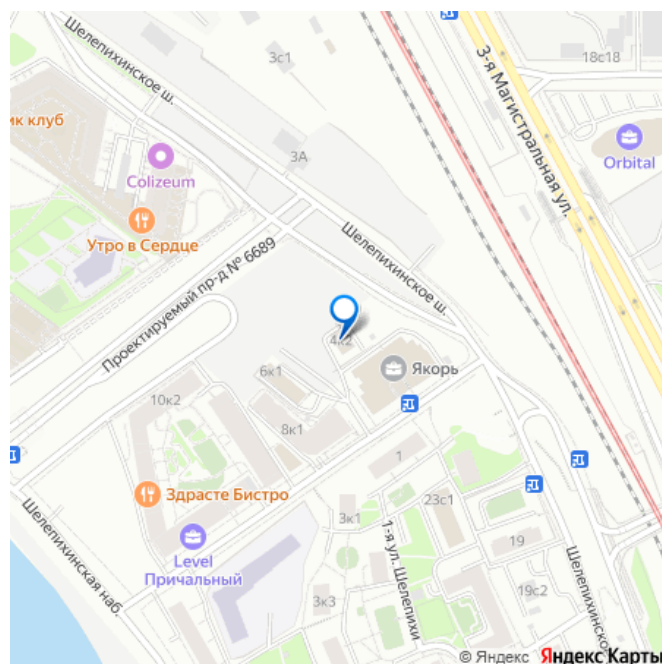 Шелепихинское ш.
3с1
18с18
3-я Магистральная ул.
ик клуб
Orbital
3А
Colizeum
Утро в Сердце
Шелепихинское ш.
Проектируемый пр-д № 6689
4к2
Якорь
6к1
10к2
8к1
1
Здрасте Бистро
23с1
3к1
1-я ул. Шелепихи
19
Level
Причальный
Шелепихинская наб.
3к3
19с2
Шелепихинское
© Яндекс Яндекс Карты